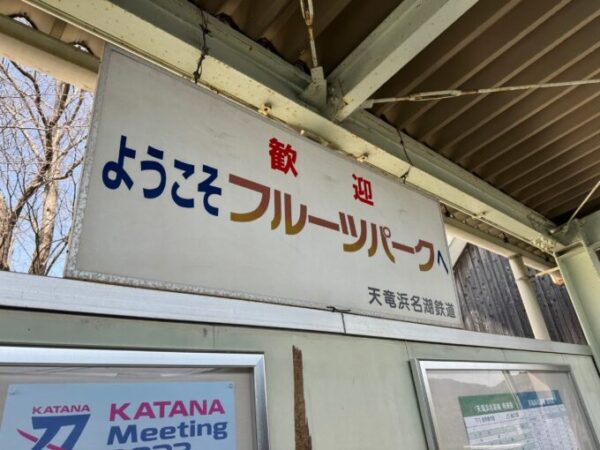 歓迎
ようこそフルーツパークへ
天竜浜名湖鉄道
KATANA
KATANA
Meeting